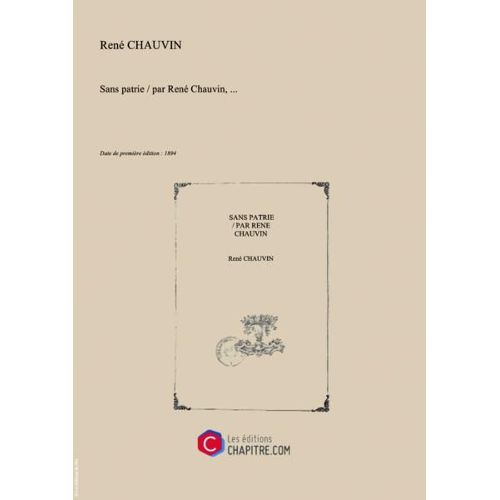 René CHAUVIN
Sans patrie / par René Chauvin, ...
Date de première édition : 1894
SANS PATRIE
/ PAR RENE
CHAUVIN
René CHAUVIN
Les éditions
CHAPITRE.COM